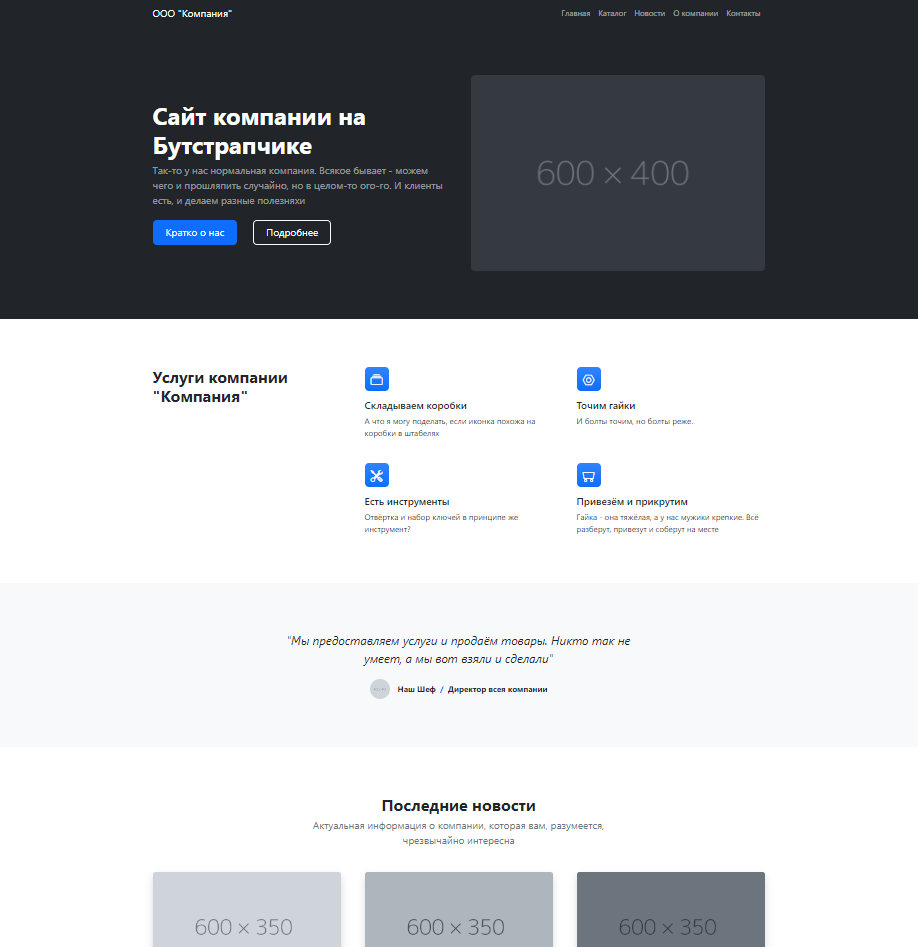 ООО "Компания"
Главная Каталог Новости О компании Контакты
Сайт компании на
Бутстрапчике
Так-то у нас нормальная компания. Всякое бывает - можем
чего и прошляпить случайно, но в целом-то ого-го. И клиенты
есть, и делаем разные полезняхи
Кратко о нас
Подробнее
600 × 400
Услуги компании
"Компания"
Складываем коробки
А что я могу поделать, если иконка похожа на
коробки в штабелях
Точим гайки
И болты точим, но болты реже.
Есть инструменты
Отвёртка и набор ключей в принципе же
инструмент?
Привезём и прикрутим
Гайка - она тяжёлая, а у нас мужики крепкие. Всё
разберут, привезут и соберут на месте
"Мы предоставляем услуги и продаём товары. Никто так не
умеет, а мы вот взяли и сделали"
Наш Шеф / Директор всея компании
Последние новости
Актуальная информация о компании, которая вам, разумеется,
чрезвычайно интересна
600 × 350
600 × 350
600 × 350